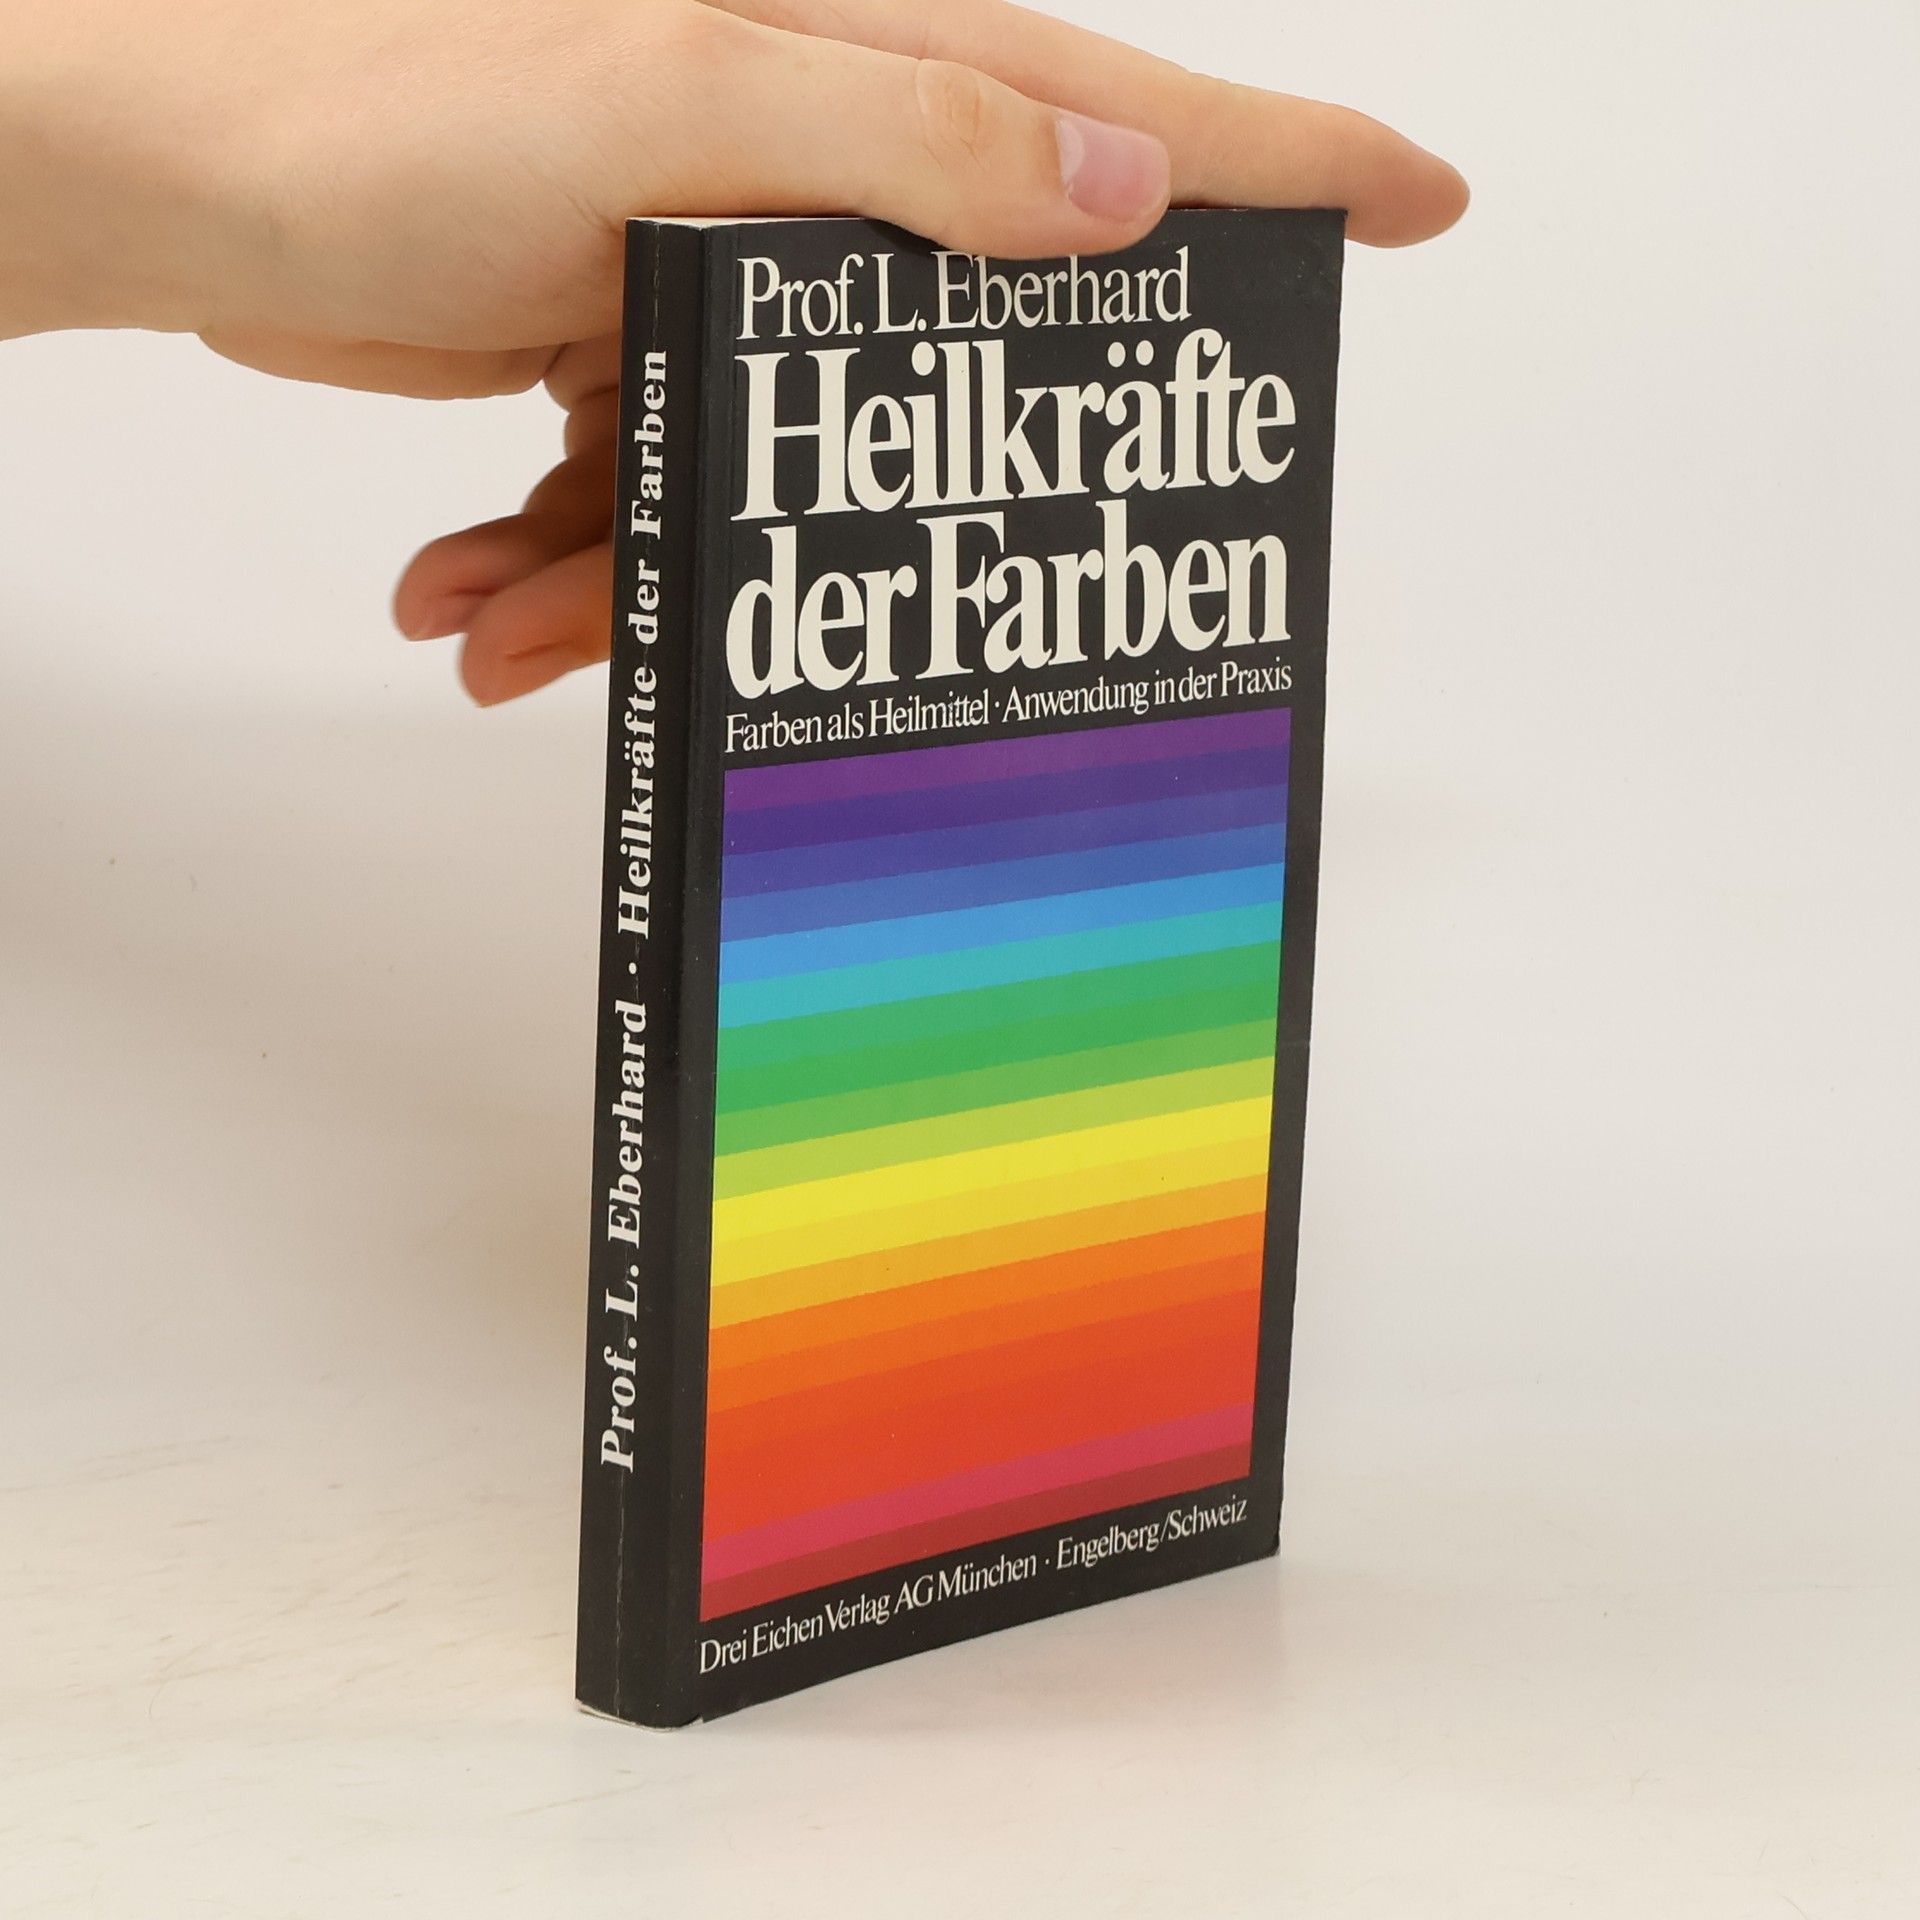 Prof. L. Eberhard · Heilkräfte der Farben
Prof. L. Eberhard
Heilkräfte
der Farben
Farben als Heilmittel · Anwendung in der Praxis
Drei Eichen Verlag AG München · Engelberg/Schweiz